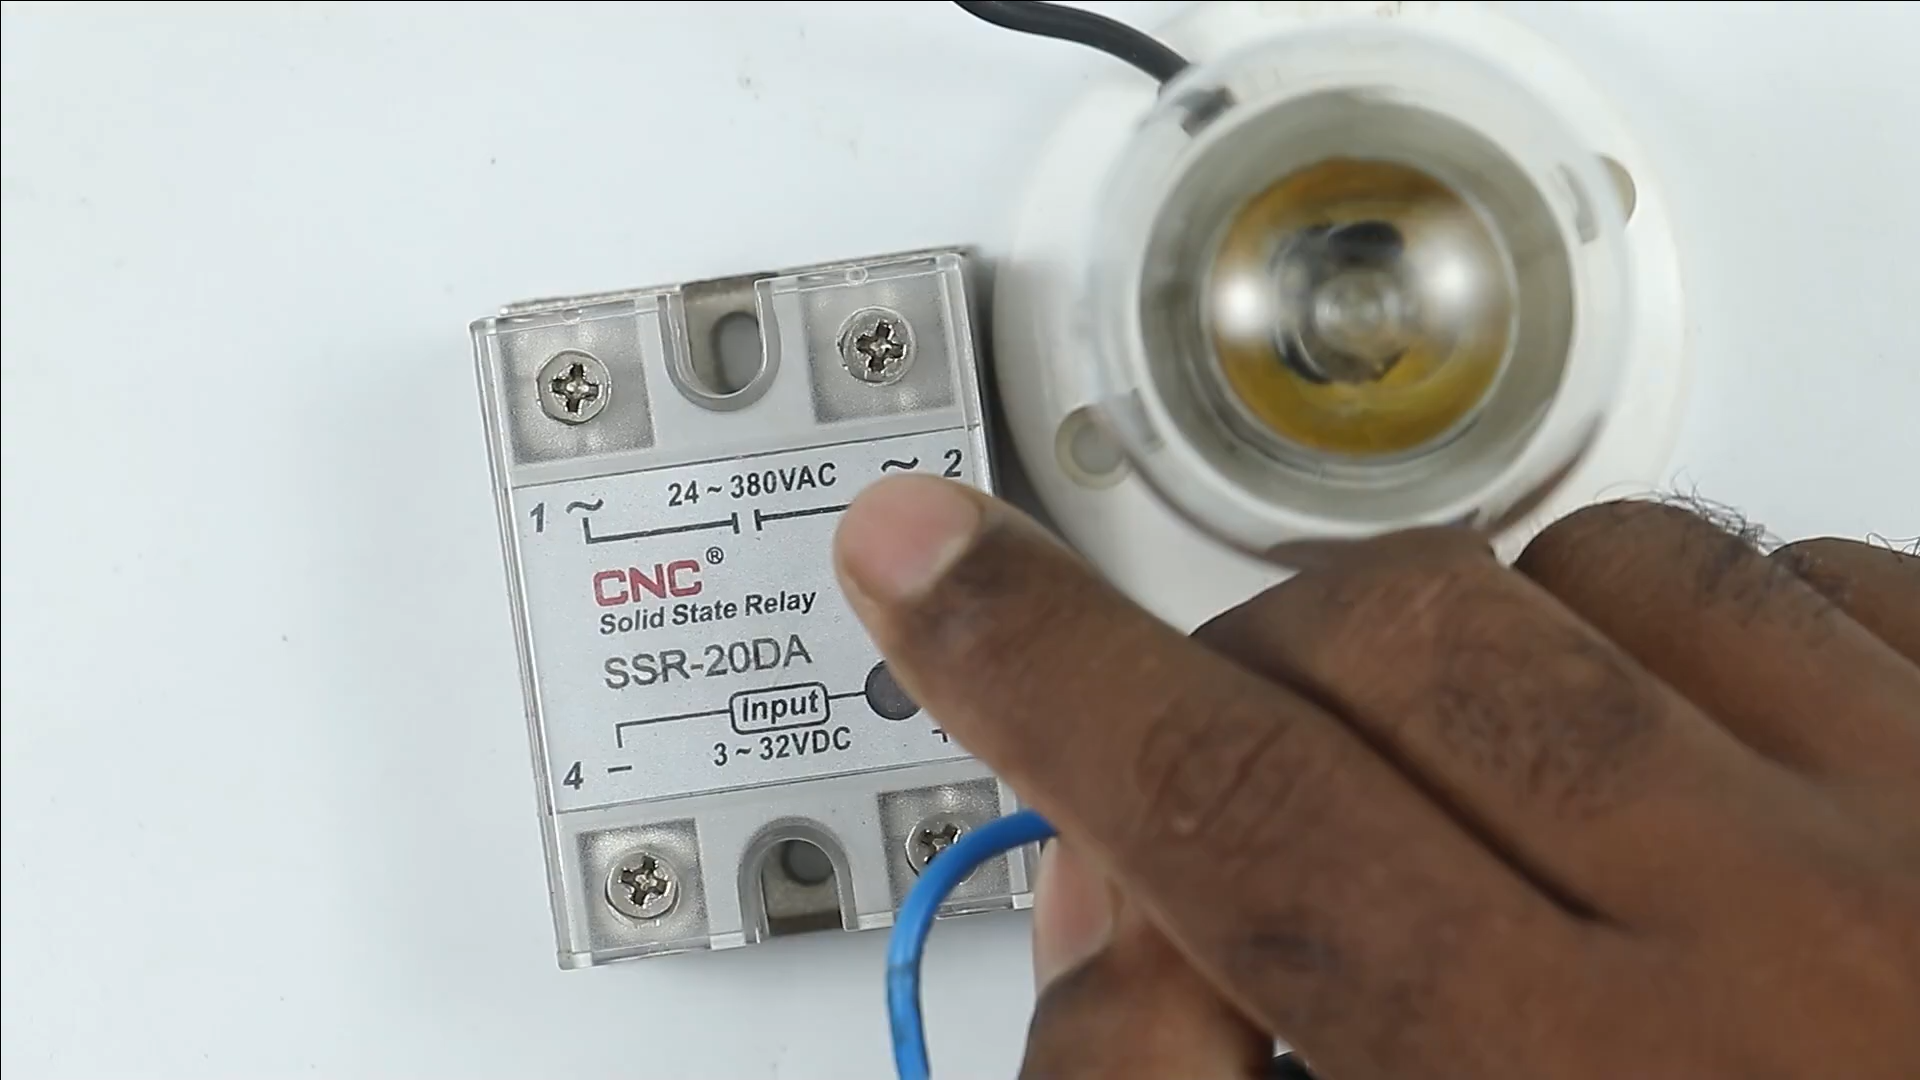 24 ~ 380VAC
1 ~ ~ 2
CNC®
Solid State Relay
SSR-20DA
Input
3 ~ 32VDC
4 − +